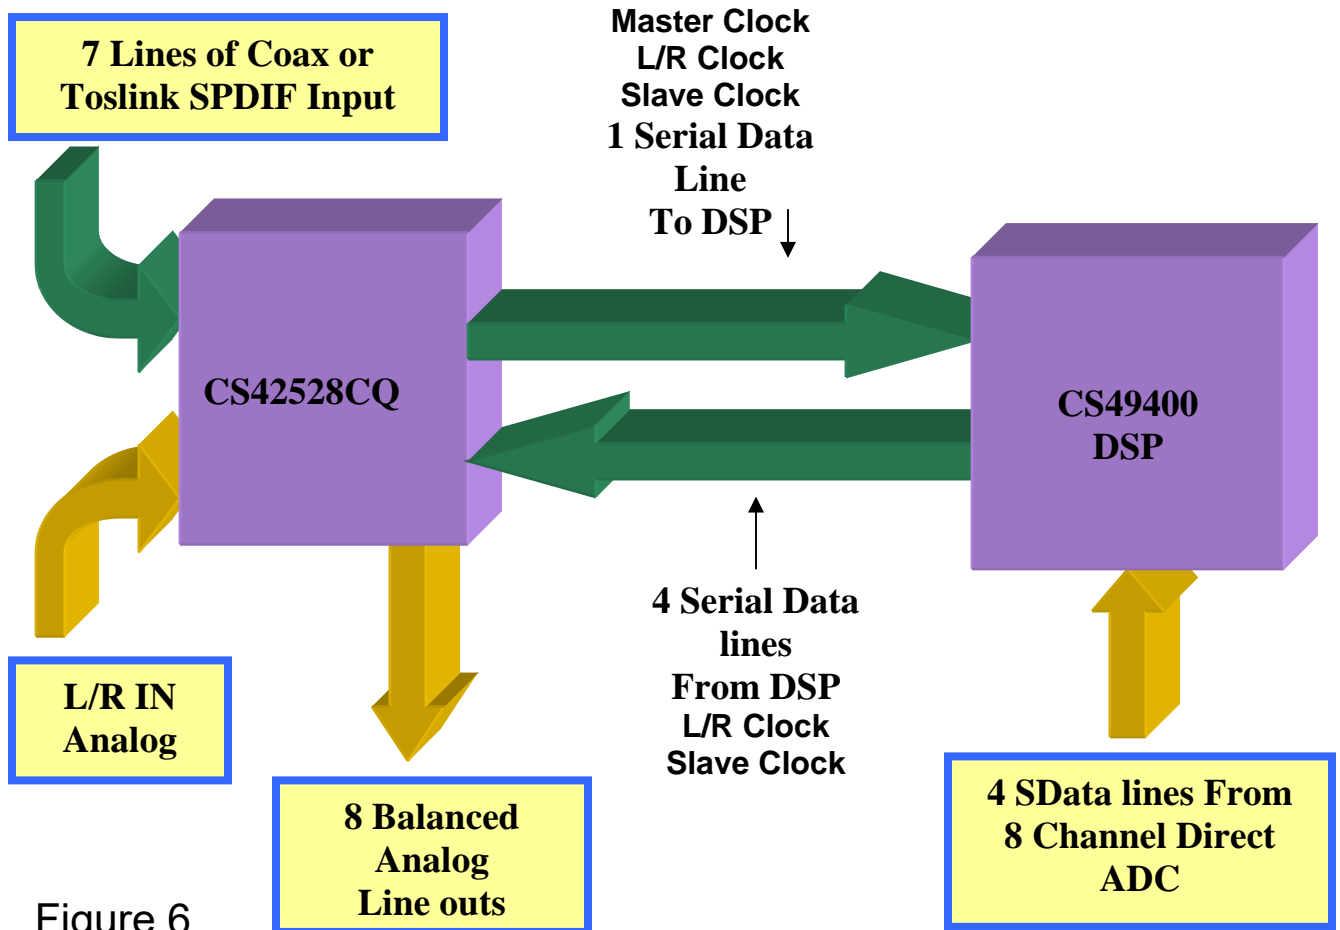 7 Lines of Coax or
Toslink SPDIF Input
Master Clock
L/R Clock
Slave Clock
1 Serial Data
Line
To DSP
CS42528CQ
CS49400
DSP
4 Serial Data
lines
From DSP
L/R Clock
Slave Clock
L/R IN
Analog
8 Balanced
Analog
Line outs
4 SData lines From
8 Channel Direct
ADC
Figure 6